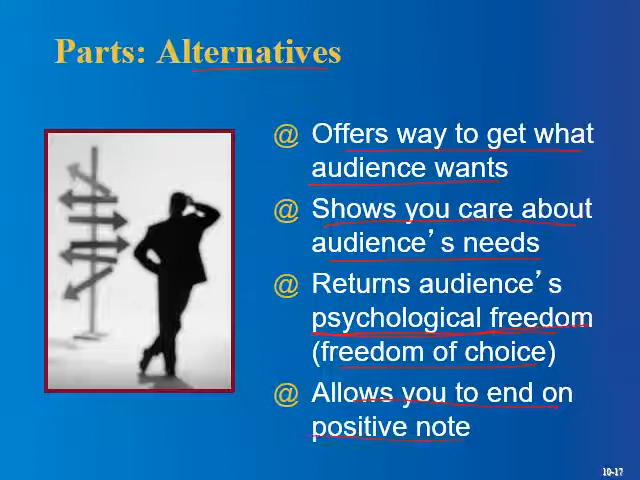 Parts: Alternatives
@ Offers way to get what
audience wants
@ Shows you care about
audience’s needs
@ Returns audience’s
psychological freedom
(freedom of choice)
@ Allows you to end on
positive note
10-17